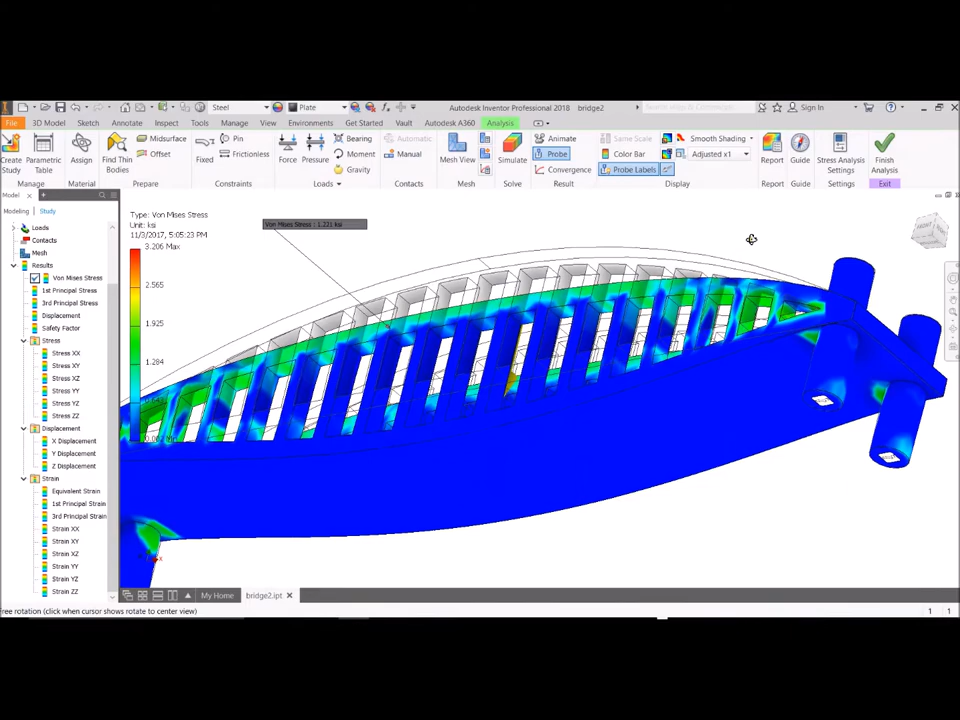 Steel
Plate
Autodesk Inventor Professional 2018 bridge2
Sign In
File
3D Model
Sketch
Annotate
Inspect
Tools
Manage
View
Environments
Get Started
Vault
Autodesk A360
Analysis
Create
Study
Parametric
Table
Manage
Assign
Material
Find Thin
Bodies
Midsurface
Offset
Prepare
Fixed
Pin
Frictionless
Constraints
Force
Pressure
Bearing
Moment
Gravity
Loads
Automatic
Manual
Contacts
Mesh View
Mesh
Simulate
Solve
Animate
Probe
Convergence
Result
Same Scale
Color Bar
Probe Labels
Smooth Shading
Adjusted x1
Display
Report
Report
Guide
Guide
Stress Analysis
Settings
Settings
Finish
Analysis
Exit
Model
Modeling
Study
Loads
Contacts
Mesh
Results
Von Mises Stress
1st Principal Stress
3rd Principal Stress
Displacement
Safety Factor
Stress
Stress XX
Stress XY
Stress XZ
Stress YY
Stress YZ
Stress ZZ
Displacement
X Displacement
Y Displacement
Z Displacement
Strain
Equivalent Strain
1st Principal Strain
3rd Principal Strain
Strain XX
Strain XY
Strain XZ
Strain YY
Strain YZ
Strain ZZ
Type: Von Mises Stress
Unit: ksi
11/3/2017, 5:05:23 PM
3.206 Max
2.565
1.925
1.284
Von Mises Stress : 1.221 ksi
My Home
bridge2.ipt
ree rotation (click when cursor shows rotate to center view)
1
1